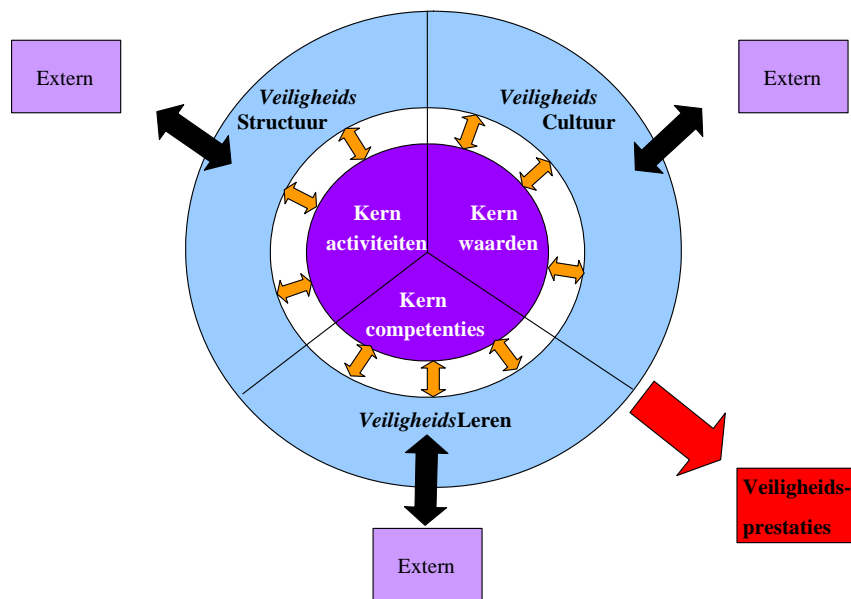 Extern
Extern
Veiligheids
Structuur
Veiligheids
Cultuur
Kern
activiteiten
Kern
waarden
Kern
competenties
VeiligheidsLeren
Veiligheids-
prestaties
Extern